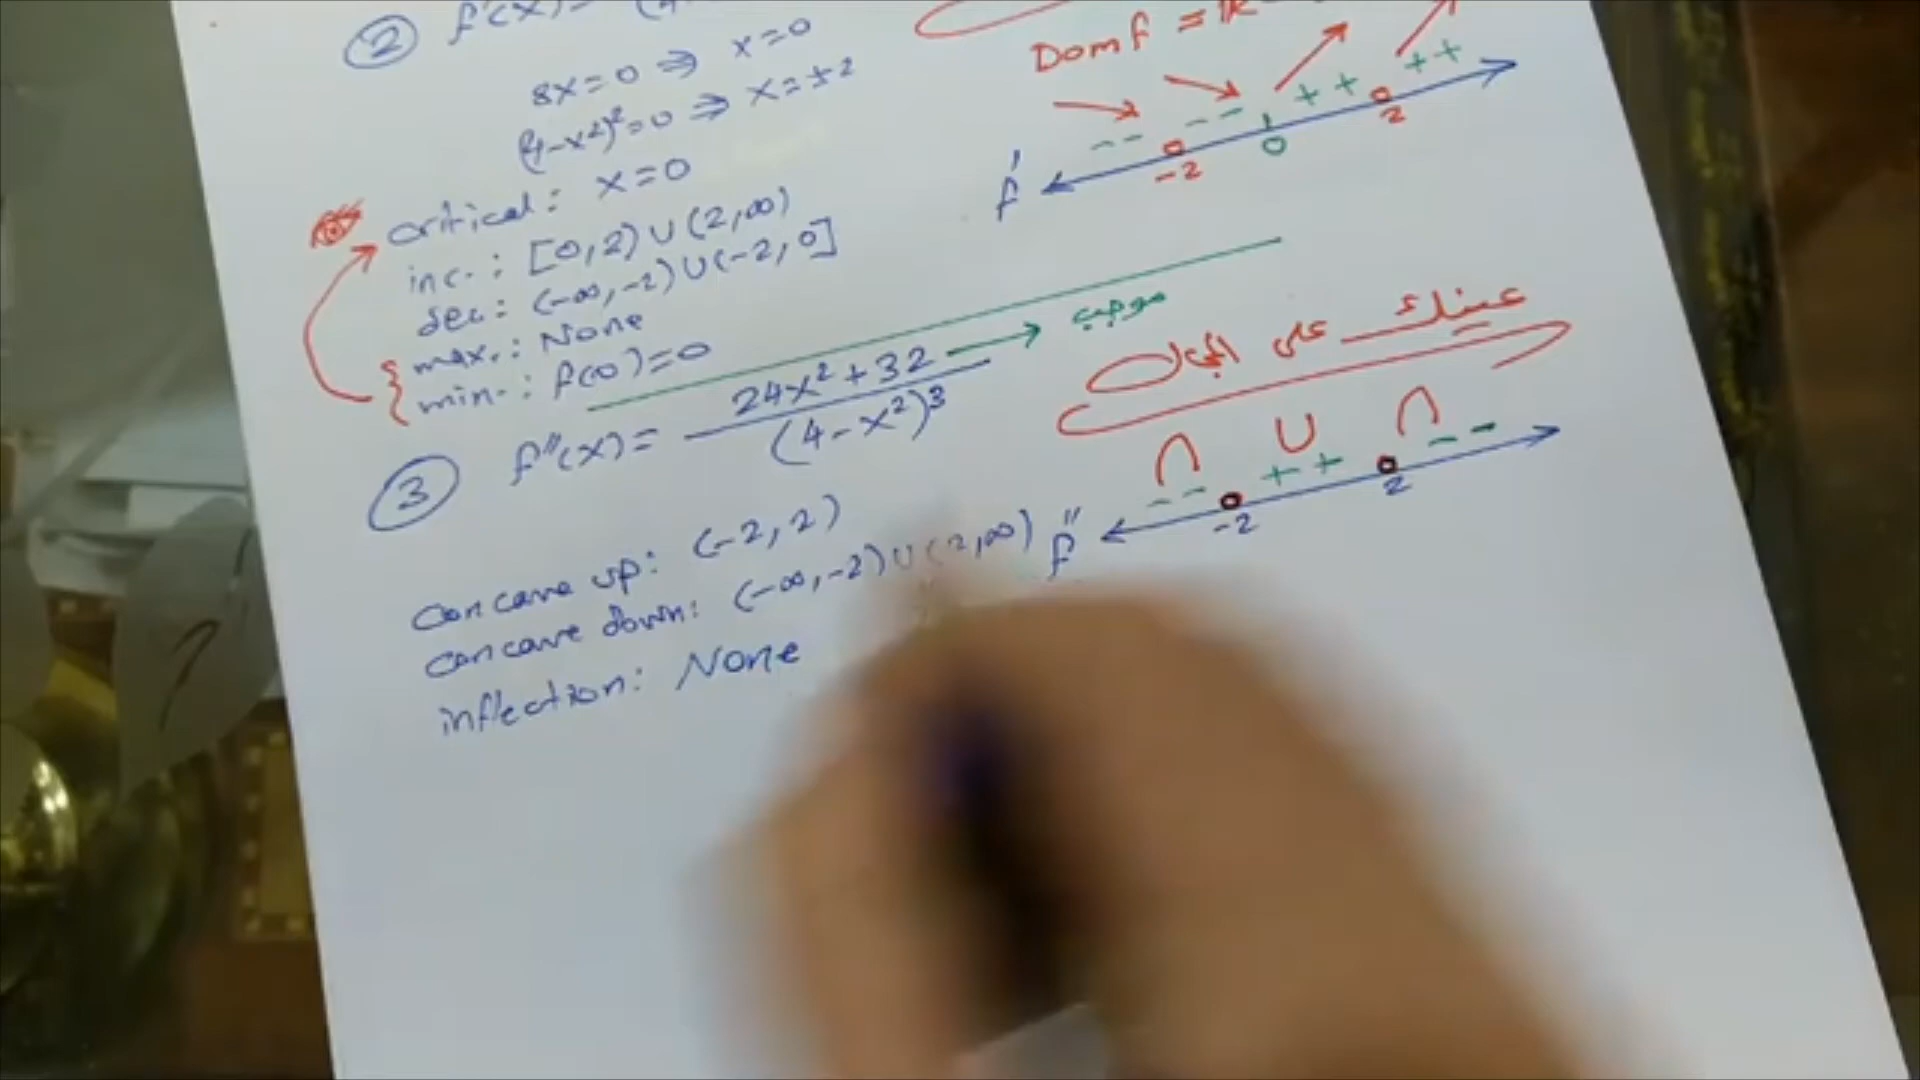 ② f'(x)=
8x=0 ⇒ x=0
(4-x²)²=0 ⇒ x=±2
critical: x=0
inc.: [0,2)∪(2,∞)
dec: (-∞,-2)∪(-2,0]
max.: None
min.: f(0)=0
Dom f = R
-- -- ++ ++
f' -2 0 2
③ f''(x)= 24x²+32 / (4-x²)³ → موجب
عينك على المجال
∩ ∪ ∩
-- ++ --
f'' -2 2
concave up: (-2,2)
concave down: (-∞,-2)∪(2,∞)
inflection: None